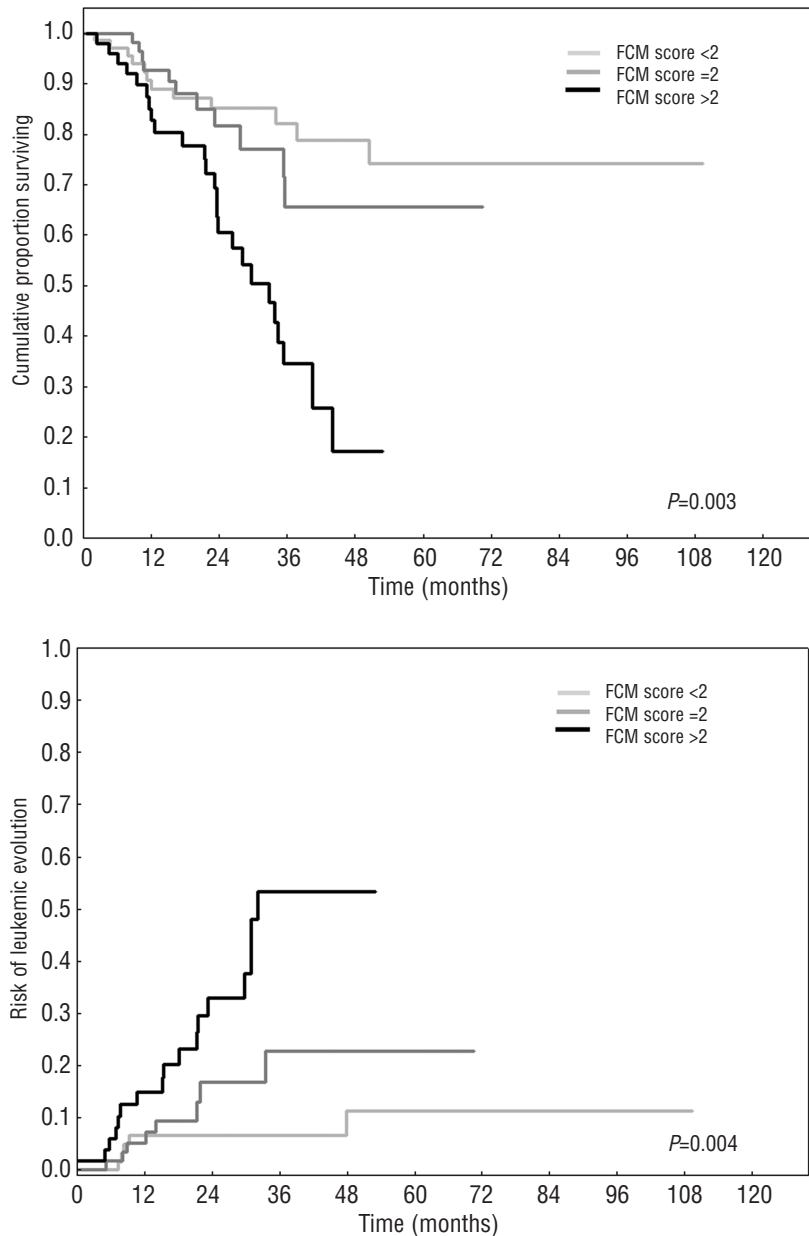 1.0
0.9
0.8
0.7
0.6
0.5
0.4
0.3
0.2
0.1
0.0
Cumulative proportion surviving
FCM score <2
FCM score =2
FCM score >2
P=0.003
0 12 24 36 48 60 72 84 96 108 120
Time (months)
1.0
0.9
0.8
0.7
0.6
0.5
0.4
0.3
0.2
0.1
0.0
Risk of leukemic evolution
FCM score <2
FCM score =2
FCM score >2
P=0.004
0 12 24 36 48 60 72 84 96 108 120
Time (months)